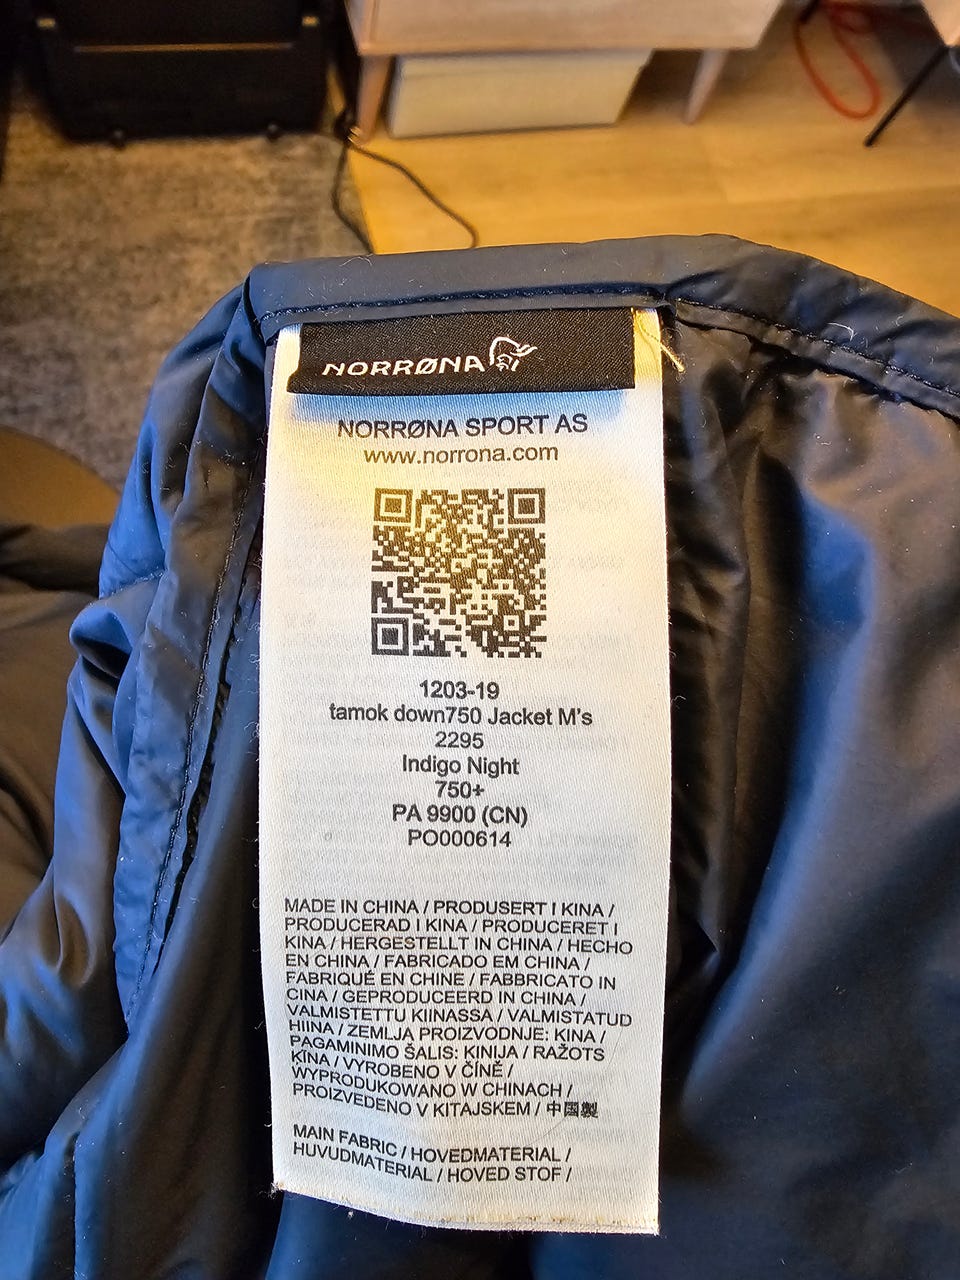 NORRØNA
NORRØNA SPORT AS
www.norrona.com
1203-19
tamok down750 Jacket M's
2295
Indigo Night
750+
PA 9900 (CN)
PO000614
MADE IN CHINA / PRODUSERT I KINA /
PRODUCERAD I KINA / PRODUCERET I
KINA / HERGESTELLT IN CHINA / HECHO
EN CHINA / FABRICADO EM CHINA /
FABRIQUÉ EN CHINE / FABBRICATO IN
CINA / GEPRODUCEERD IN CHINA /
VALMISTETTU KIINASSA / VALMISTATUD
HIINA / ZEMLJA PROIZVODNJE: KINA /
PAGAMINIMO ŠALIS: KINIJA / RAŽOTS
ĶĪNA / VYROBENO V ČÍNĚ /
WYPRODUKOWANO W CHINACH /
PROIZVEDENO V KITAJSKEM / 中国製
MAIN FABRIC / HOVEDMATERIAL /
HUVUDMATERIAL / HOVED STOF /